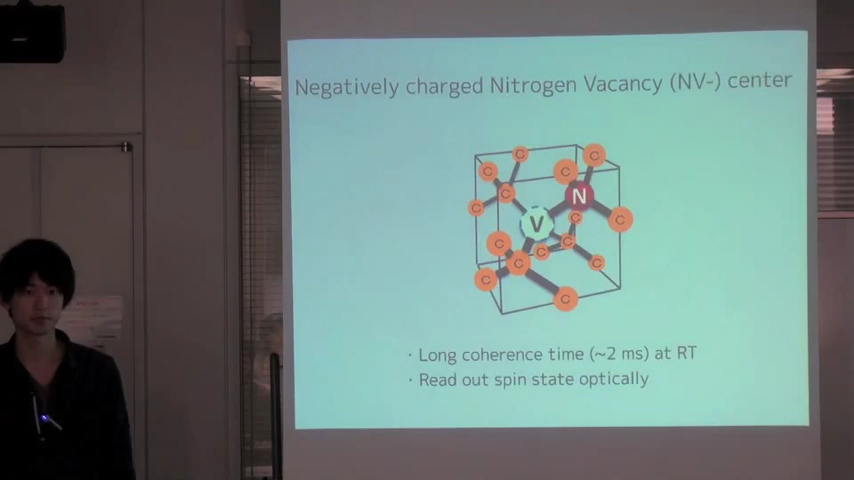 Negatively charged Nitrogen Vacancy (NV-) center
C
C
C
C
C
C
N
C
V
C
C
C
C
C
C
C
C
· Long coherence time (~2 ms) at RT
· Read out spin state optically